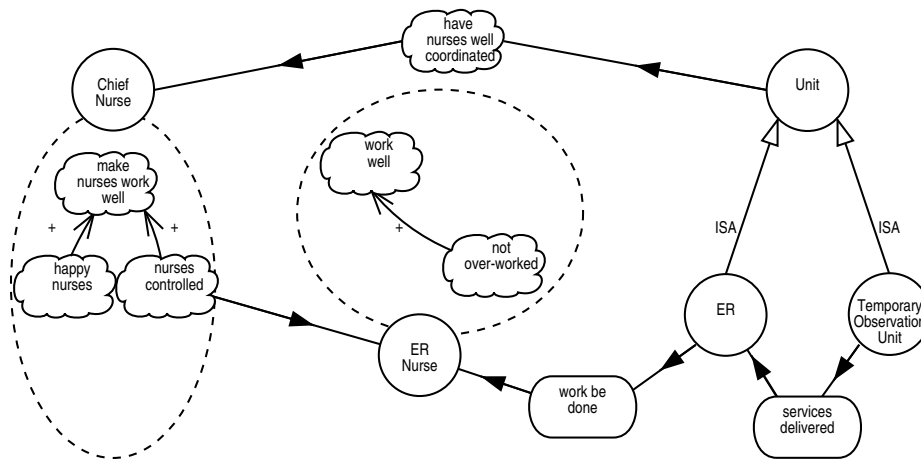 have
nurses well
coordinated
Chief
Nurse
Unit
work
well
make
nurses work
well
+
+
+
not
over-worked
happy
nurses
nurses
controlled
ISA
ISA
ER
Temporary
Observation
Unit
ER
Nurse
work be
done
services
delivered